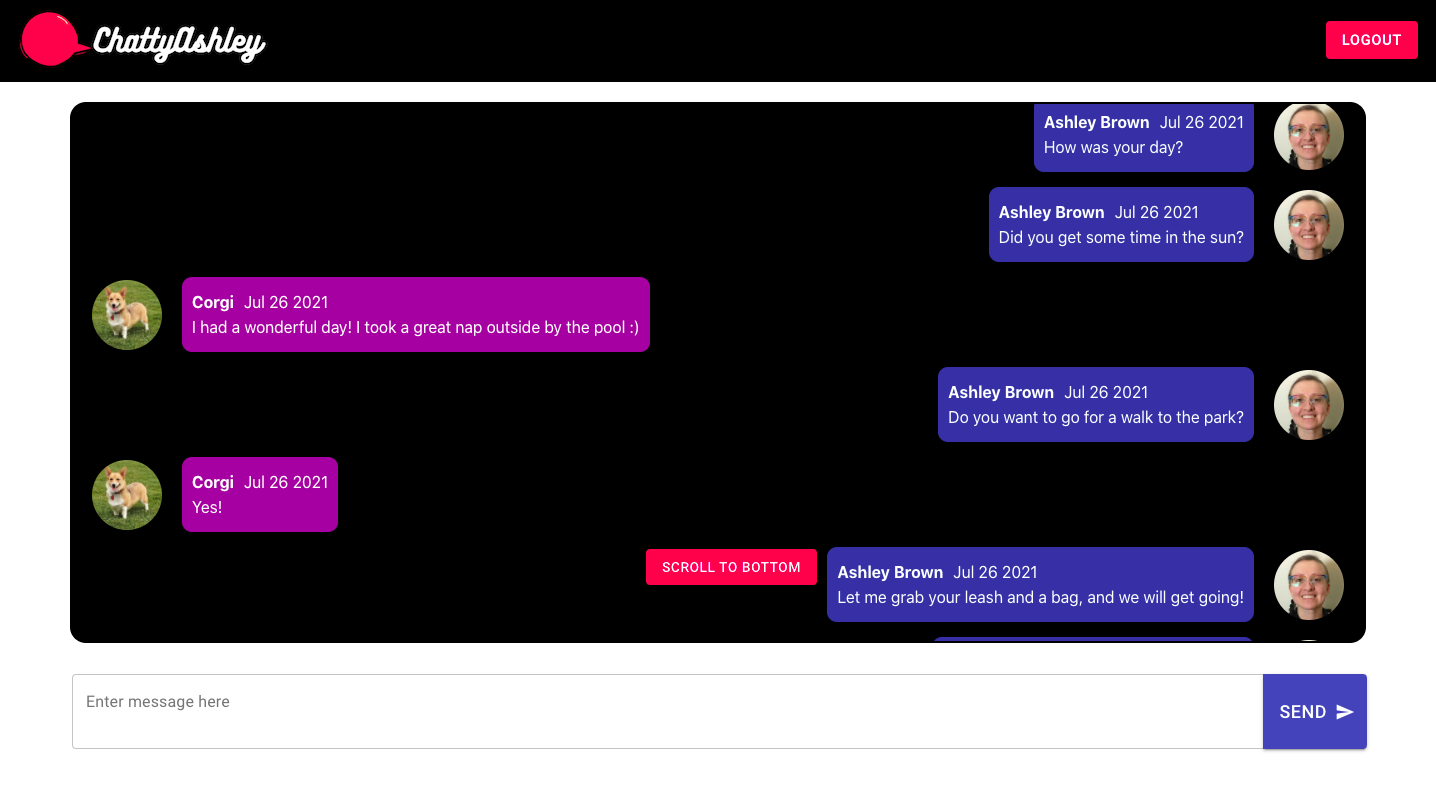 ChattyAshley
LOGOUT
Ashley Brown Jul 26 2021
How was your day?
Ashley Brown Jul 26 2021
Did you get some time in the sun?
Corgi Jul 26 2021
I had a wonderful day! I took a great nap outside by the pool :)
Ashley Brown Jul 26 2021
Do you want to go for a walk to the park?
Corgi Jul 26 2021
Yes!
SCROLL TO BOTTOM
Ashley Brown Jul 26 2021
Let me grab your leash and a bag, and we will get going!
Enter message here
SEND